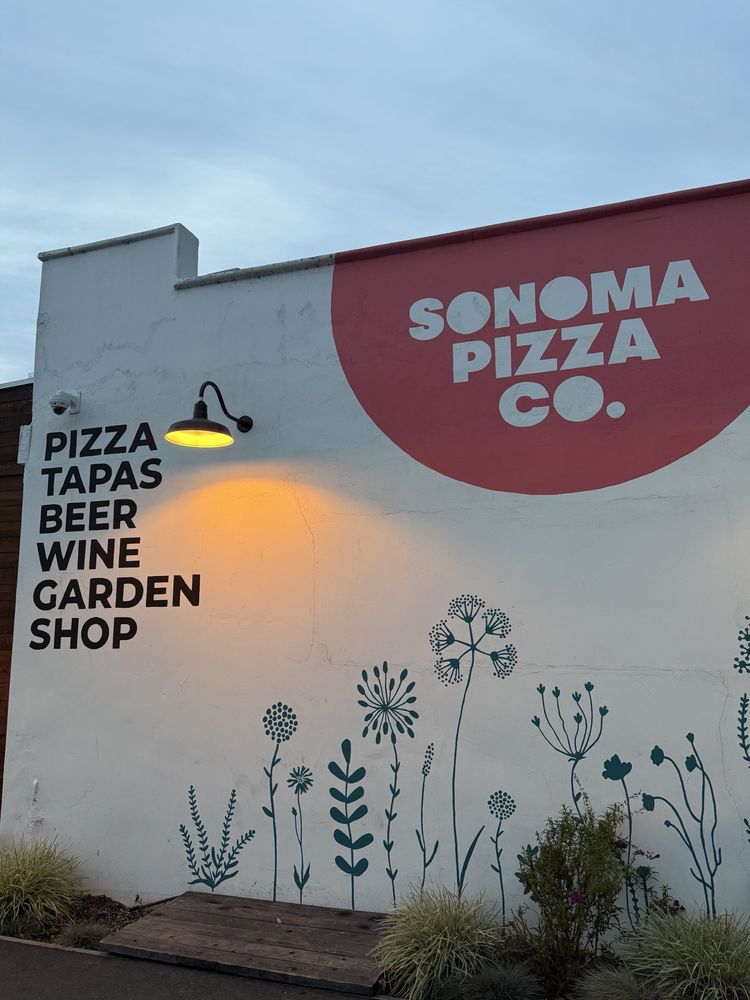 SONOMA
PIZZA
CO.
PIZZA
TAPAS
BEER
WINE
GARDEN
SHOP